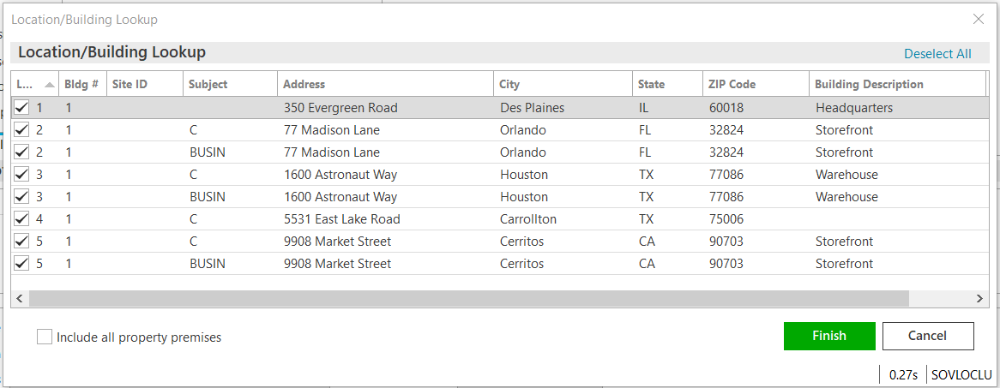 Location/Building Lookup
Location/Building Lookup Deselect All
L... Bldg # Site ID Subject Address City State ZIP Code Building Description
1 1 350 Evergreen Road Des Plaines IL 60018 Headquarters
2 1 C 77 Madison Lane Orlando FL 32824 Storefront
2 1 BUSIN 77 Madison Lane Orlando FL 32824 Storefront
3 1 C 1600 Astronaut Way Houston TX 77086 Warehouse
3 1 BUSIN 1600 Astronaut Way Houston TX 77086 Warehouse
4 1 C 5531 East Lake Road Carrollton TX 75006
5 1 C 9908 Market Street Cerritos CA 90703 Storefront
5 1 BUSIN 9908 Market Street Cerritos CA 90703 Storefront
Include all property premises Finish Cancel
0.27s SOVLOCLU